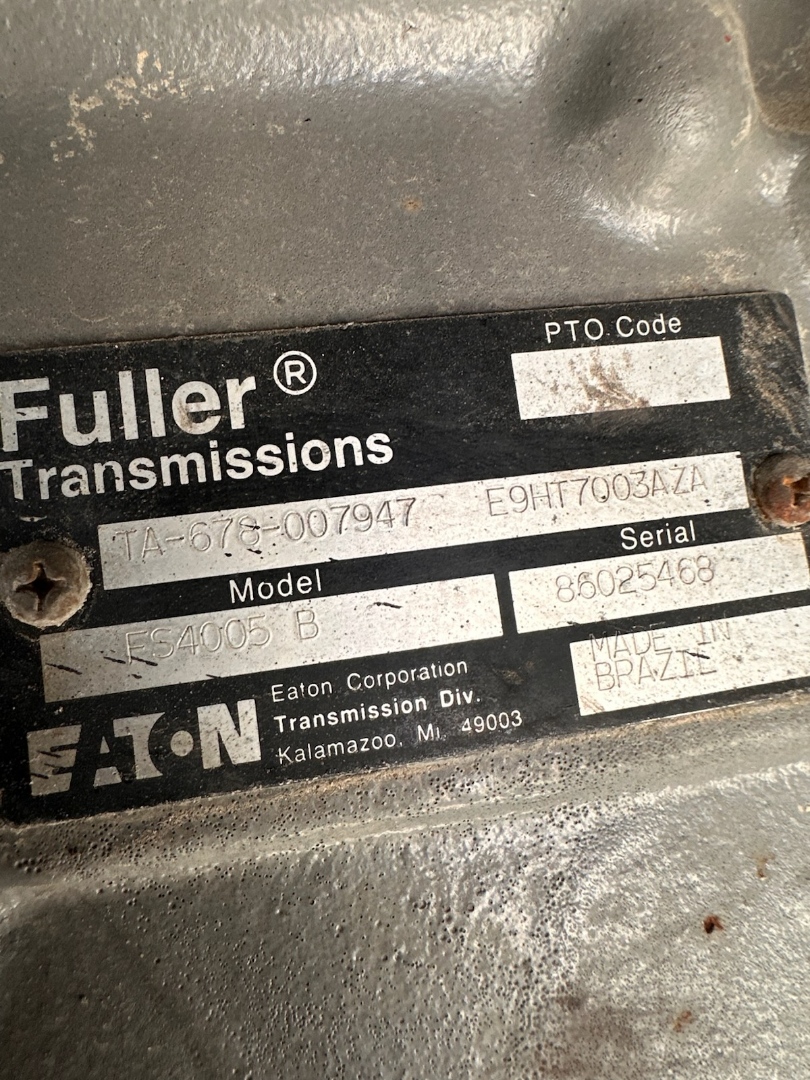 PTO Code
Fuller ®
Transmissions
TA-678-007947 E9HT7003AZA
Model
Serial
FS4005 B
86025468
MADE IN
BRAZIL
EATON
Eaton Corporation
Transmission Div.
Kalamazoo, Mi, 49003